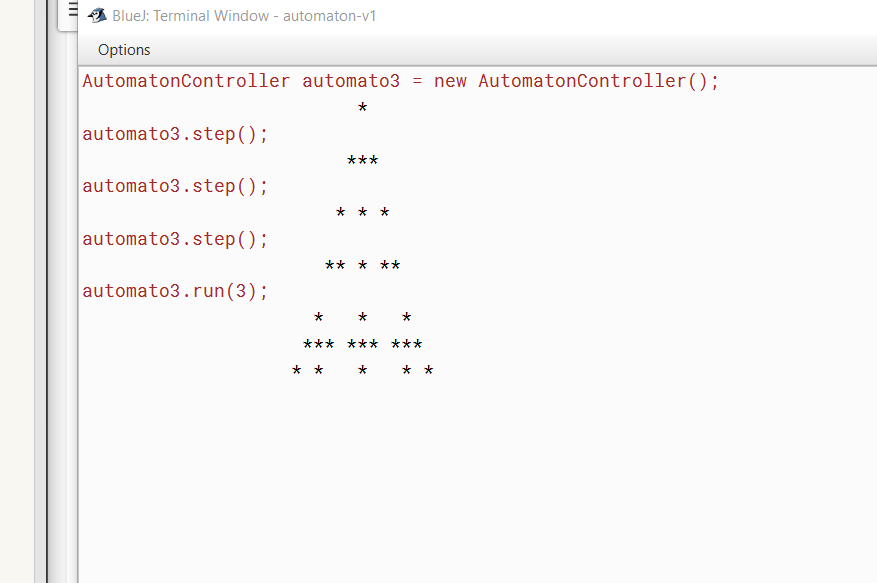 BlueJ: Terminal Window - automaton-v1
Options
AutomatonController automato3 = new AutomatonController();
*
automato3.step();
***
automato3.step();
* * *
automato3.step();
** * **
automato3.run(3);
*   *   *
*** *** ***
* *   *   * *